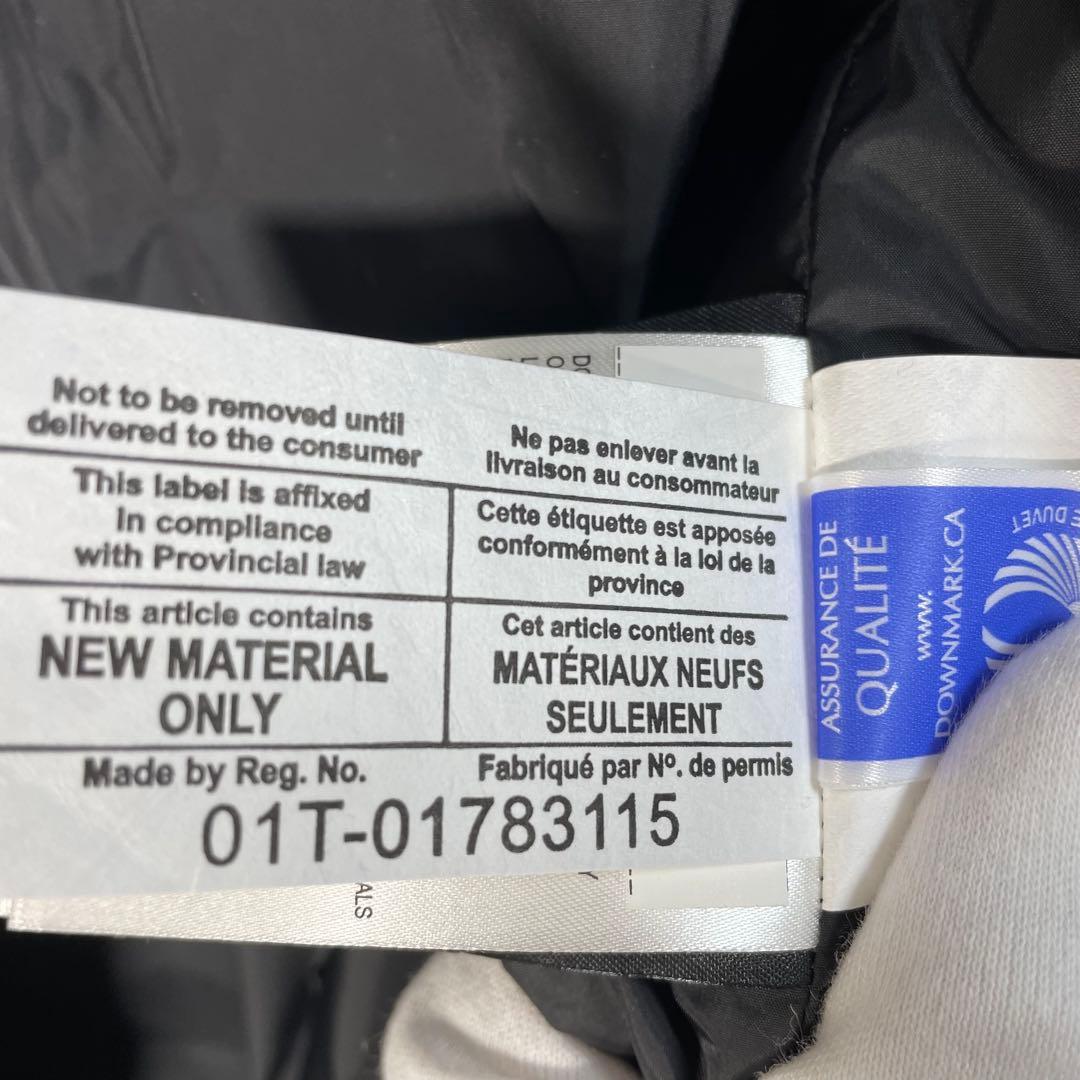 Not to be removed until
delivered to the consumer
Ne pas enlever avant la
livraison au consommateur
This label is affixed
in compliance
with Provincial law
Cette étiquette est apposée
conformément à la loi de la
province
This article contains
NEW MATERIAL
ONLY
Cet article contient des
MATÉRIAUX NEUFS
SEULEMENT
Made by Reg. No.
Fabriqué par Nº. de permis
01T-01783115
ASSURANCE DE
QUALITÉ
www.
DOWNMARK.CA
DUVET